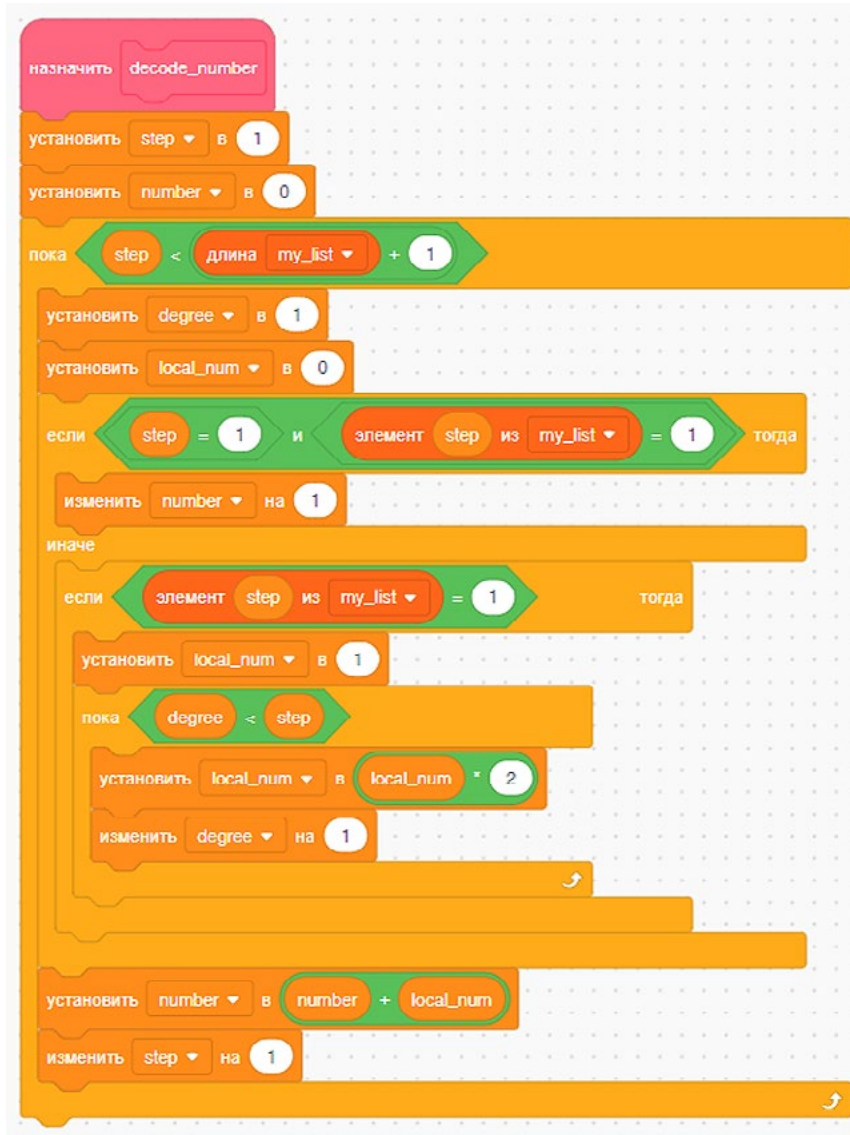 назначить decode_number
установить step в 1
установить number в 0
пока step < длина my_list + 1
установить degree в 1
установить local_num в 0
если step = 1 и элемент step из my_list = 1 тогда
изменить number на 1
иначе
если элемент step из my_list = 1 тогда
установить local_num в 1
пока degree < step
установить local_num в local_num * 2
изменить degree на 1
установить number в number + local_num
изменить step на 1